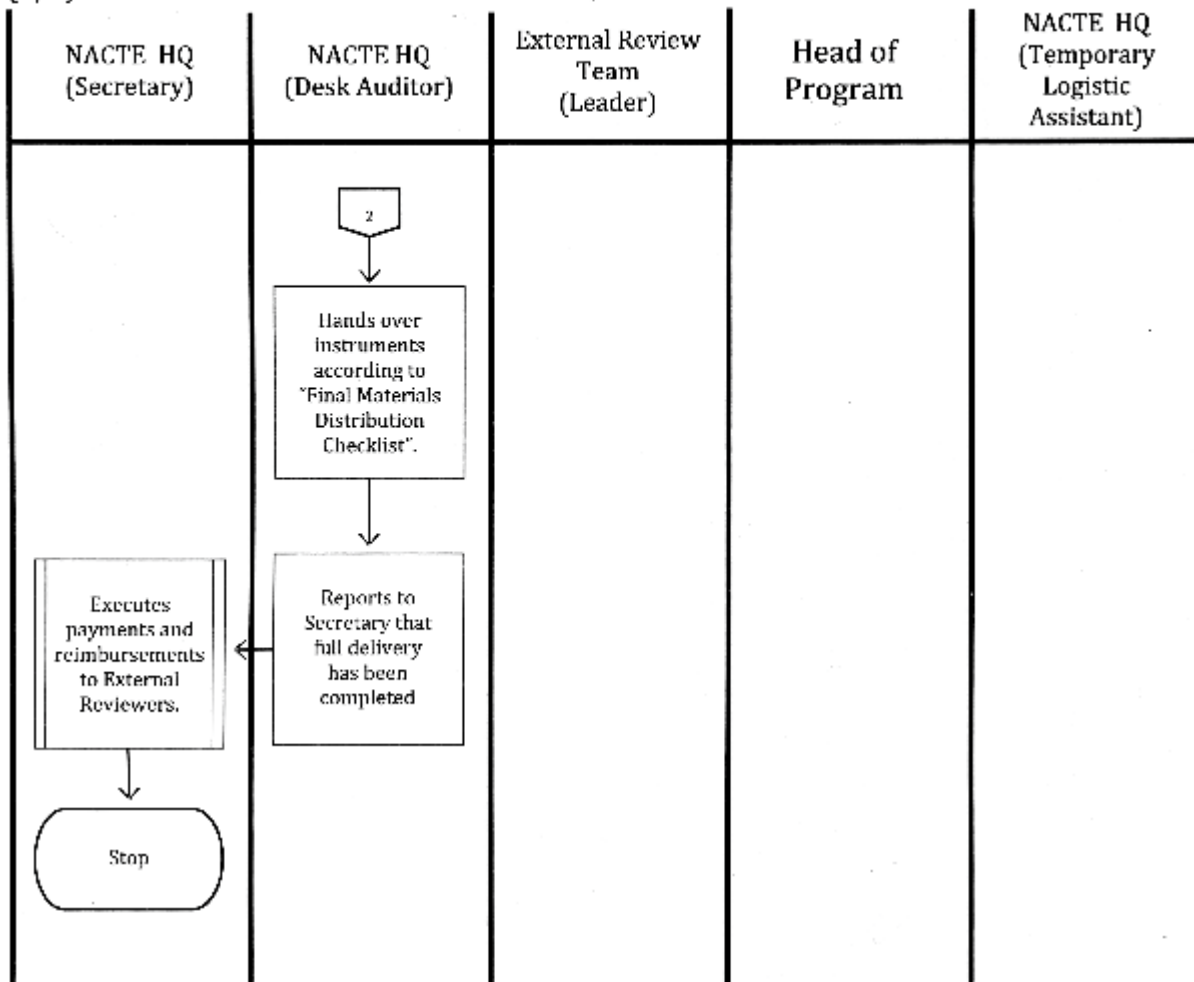 NACTE HQ
(Secretary)
NACTE HQ
(Desk Auditor)
External Review
Team
(Leader)
Head of
Program
NACTE HQ
(Temporary
Logistic
Assistant)
2
Hands over
instruments
according to
"Final Materials
Distribution
Checklist".
Executes
payments and
reimbursements
to External
Reviewers.
Reports to
Secretary that
full delivery
has been
completed
Stop